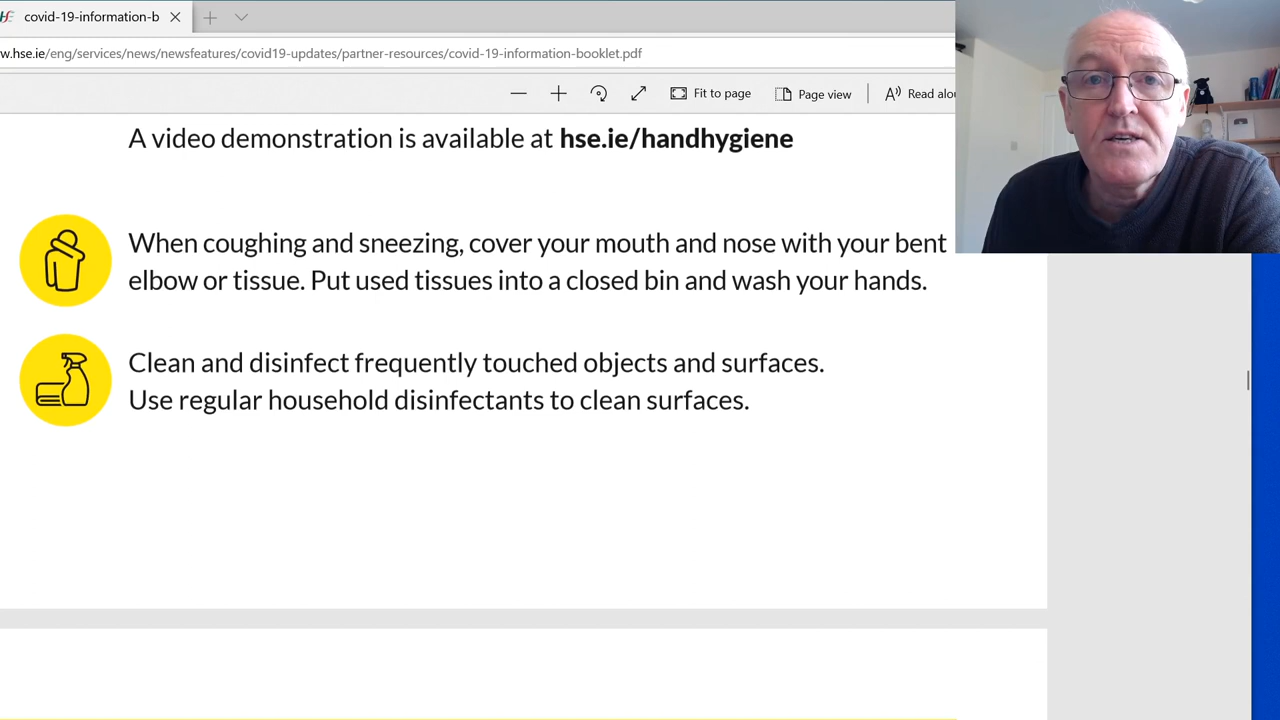 covid-19-information-b
w.hse.ie/eng/services/news/newsfeatures/covid19-updates/partner-resources/covid-19-information-booklet.pdf
Fit to page Page view Read alou
A video demonstration is available at hse.ie/handhygiene
When coughing and sneezing, cover your mouth and nose with your bent
elbow or tissue. Put used tissues into a closed bin and wash your hands.
Clean and disinfect frequently touched objects and surfaces.
Use regular household disinfectants to clean surfaces.